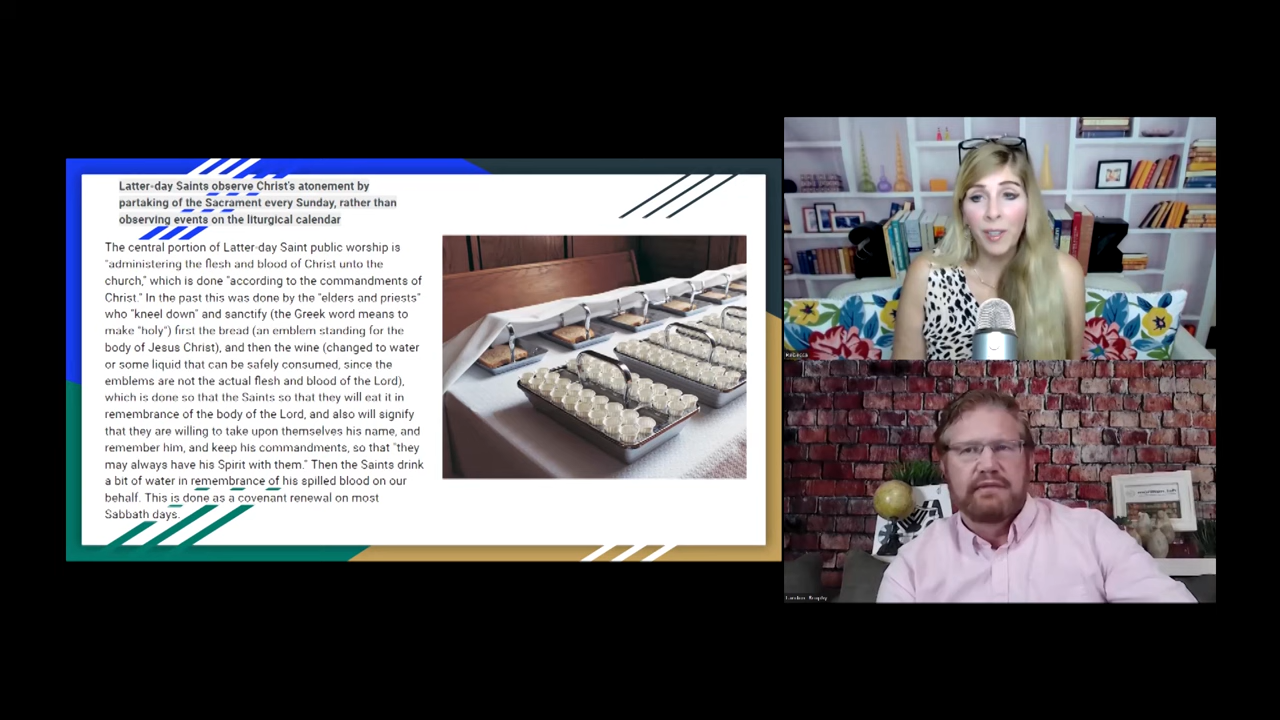 Latter-day Saints observe Christ's atonement by
partaking of the Sacrament every Sunday, rather than
observing events on the liturgical calendar
The central portion of Latter-day Saint public worship is
"administering the flesh and blood of Christ unto the
church," which is done "according to the commandments of
Christ." In the past this was done by the "elders and priests"
who "kneel down" and sanctify (the Greek word means to
make "holy") first the bread (an emblem standing for the
body of Jesus Christ), and then the wine (changed to water
or some liquid that can be safely consumed, since the
emblems are not the actual flesh and blood of the Lord),
which is done so that the Saints so that they will eat it in
remembrance of the body of the Lord, and also will signify
that they are willing to take upon themselves his name, and
remember him, and keep his commandments, so that "they
may always have his Spirit with them." Then the Saints drink
a bit of water in remembrance of his spilled blood on our
behalf. This is done as a covenant renewal on most
Sabbath days.
Rebecca